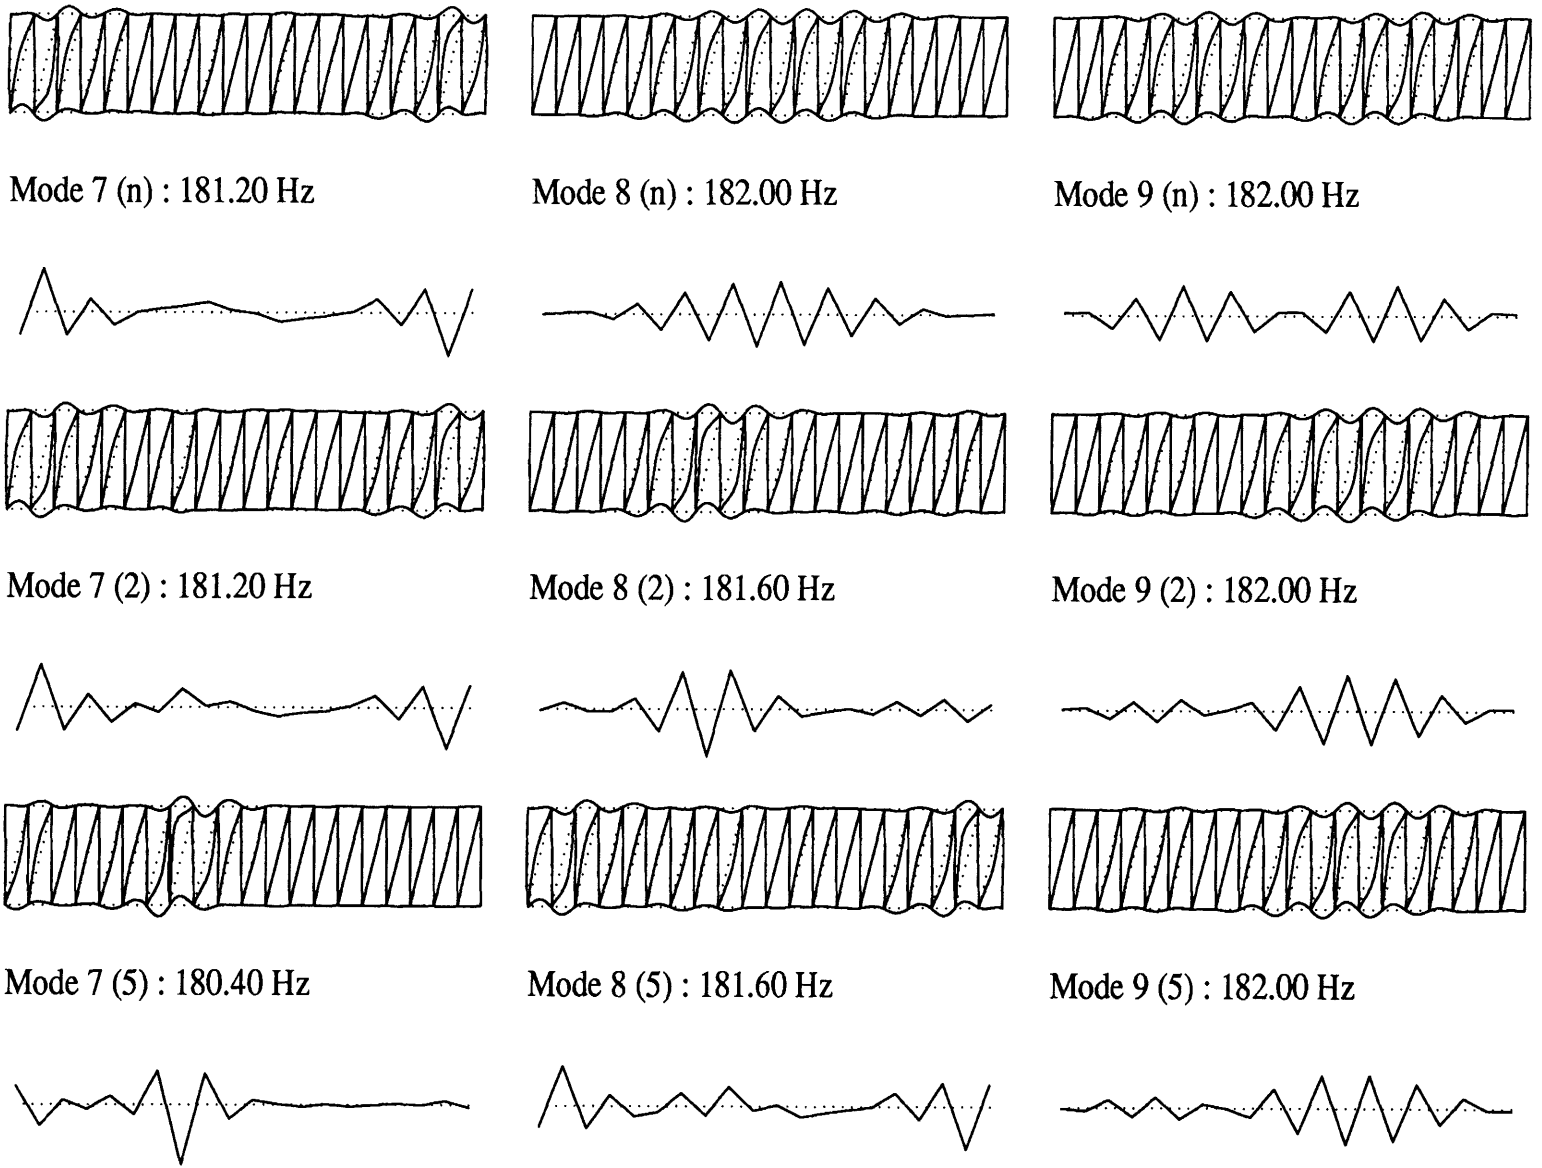 Mode 7 (n) : 181.20 Hz
Mode 8 (n) : 182.00 Hz
Mode 9 (n) : 182.00 Hz
Mode 7 (2) : 181.20 Hz
Mode 8 (2) : 181.60 Hz
Mode 9 (2) : 182.00 Hz
Mode 7 (5) : 180.40 Hz
Mode 8 (5) : 181.60 Hz
Mode 9 (5) : 182.00 Hz